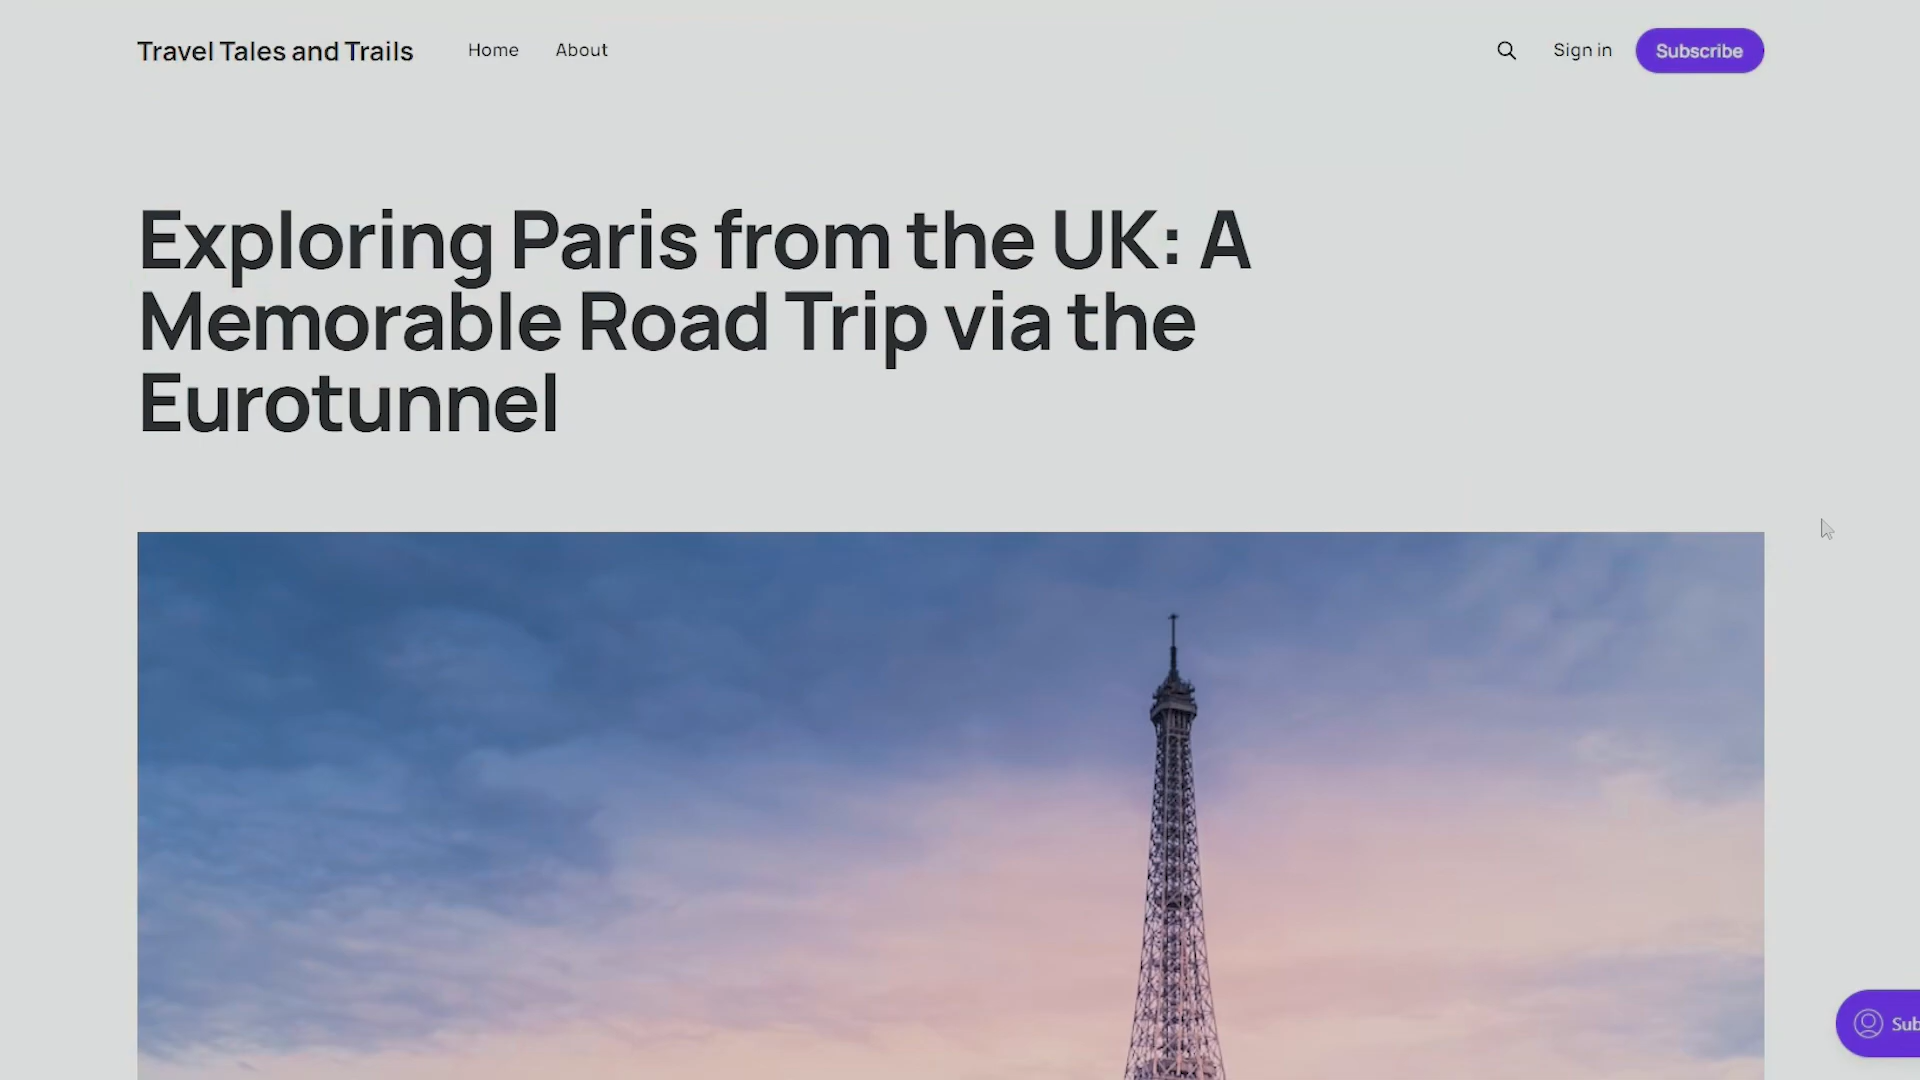 Travel Tales and Trails Home About Sign in Subscribe
Exploring Paris from the UK: A
Memorable Road Trip via the
Eurotunnel
Sub